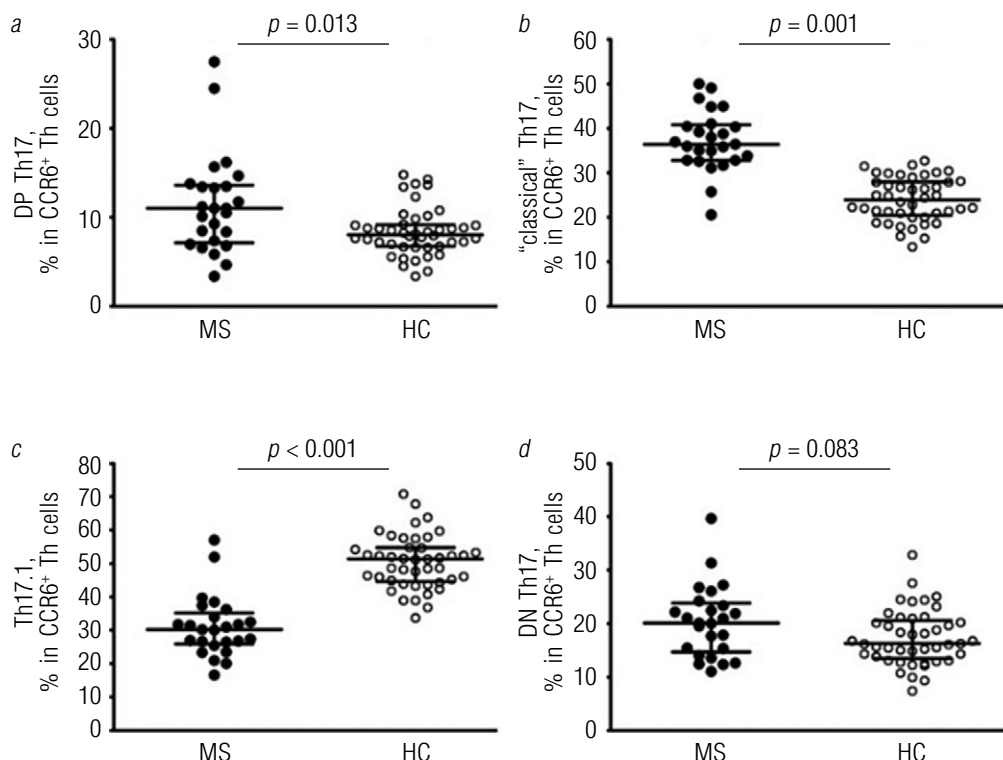 a
p = 0.013
DP Th17,
% in CCR6⁺ Th cells
30
20
10
0
MS
HC
b
p = 0.001
“classical” Th17,
% in CCR6⁺ Th cells
60
50
40
30
20
10
0
MS
HC
c
p < 0.001
Th17.1,
% in CCR6⁺ Th cells
80
70
60
50
40
30
20
10
0
MS
HC
d
p = 0.083
DN Th17,
% in CCR6⁺ Th cells
50
40
30
20
10
0
MS
HC